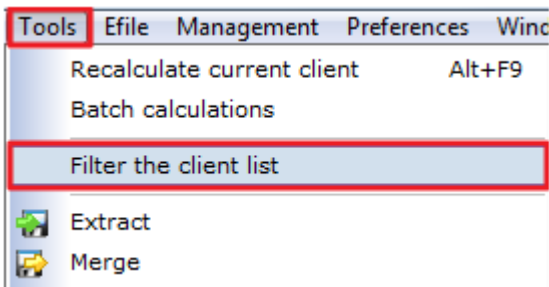 Tools Efile Management Preferences Wind
Recalculate current client Alt+F9
Batch calculations
Filter the client list
Extract
Merge